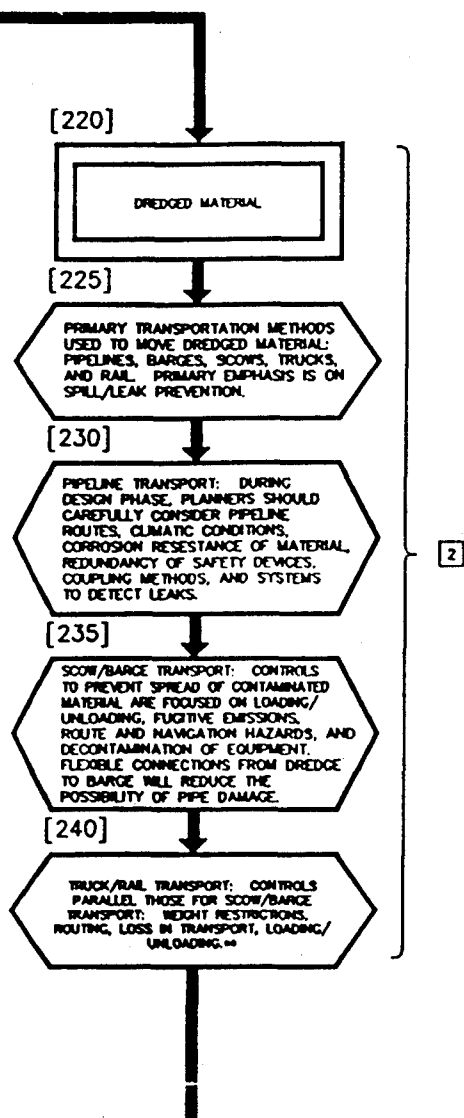 [220]
DREDGED MATERIAL
[225]
PRIMARY TRANSPORTATION METHODS
USED TO MOVE DREDGED MATERIAL:
PIPELINES, BARGES, SCOWS, TRUCKS,
AND RAIL. PRIMARY EMPHASIS IS ON
SPILL/LEAK PREVENTION.
[230]
PIPELINE TRANSPORT: DURING
DESIGN PHASE, PLANNERS SHOULD
CAREFULLY CONSIDER PIPELINE
ROUTES, CLIMATIC CONDITIONS,
CORROSION RESESTANCE OF MATERIAL,
REDUNDANCY OF SAFETY DEVICES,
COUPLING METHODS, AND SYSTEMS
TO DETECT LEAKS.
2
[235]
SCOW/BARGE TRANSPORT: CONTROLS
TO PREVENT SPREAD OF CONTAMINATED
MATERIAL ARE FOCUSED ON LOADING/
UNLOADING, FUGITIVE EMISSIONS,
ROUTE AND NAVIGATION HAZARDS, AND
DECONTAMINATION OF EQUIPMENT.
FLEXIBLE CONNECTIONS FROM DREDGE
TO BARGE WILL REDUCE THE
POSSIBILITY OF PIPE DAMAGE.
[240]
TRUCK/RAIL TRANSPORT: CONTROLS
PARALLEL THOSE FOR SCOW/BARGE
TRANSPORT: WEIGHT RESTRICTIONS,
ROUTING, LOSS IN TRANSPORT, LOADING/
UNLOADING.**